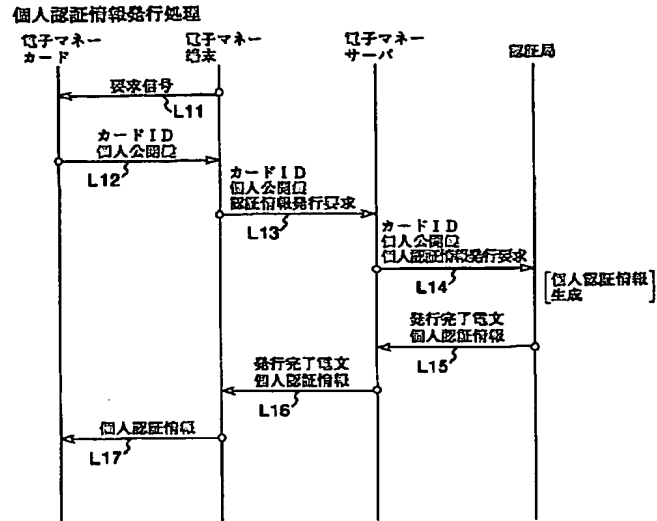 個人認証情報発行処理
電子マネー
カード
電子マネー
端末
電子マネー
サーバ
認証局
要求信号
L11
カードID
個人公開鍵
L12
カードID
個人公開鍵
認証情報発行要求
L13
カードID
個人公開鍵
個人認証情報発行要求
L14
個人認証情報
生成
発行完了電文
個人認証情報
L15
発行完了電文
個人認証情報
L16
個人認証情報
L17